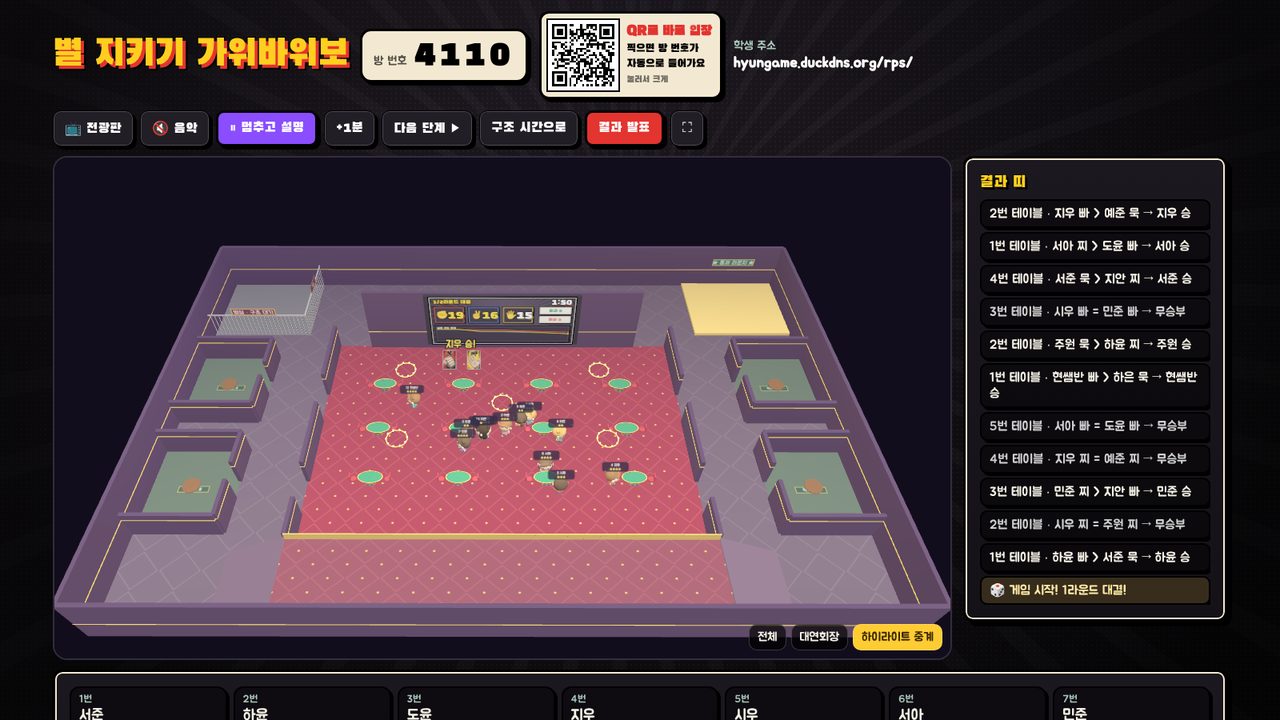 별 지키기 가위바위보
방 번호 4110
QR로 바로 입장
찍으면 방 번호가
자동으로 들어가요
눌러서 크게
학생 주소
hyungame.duckdns.org/rps/
전광판
음악
멈추고 설명
+1분
다음 단계 ▶
구조 시간으로
결과 발표
1:50
19
16
15
지우 승!
전체
대연회장
하이라이트 중계
결과 띠
2번 테이블 · 지우 빠 > 예준 묵 → 지우 승
1번 테이블 · 서아 찌 > 도윤 빠 → 서아 승
4번 테이블 · 서준 묵 > 지안 찌 → 서준 승
3번 테이블 · 시우 빠 = 민준 빠 → 무승부
2번 테이블 · 주원 묵 > 하윤 찌 → 주원 승
1번 테이블 · 현쌤반 빠 > 하은 묵 → 현쌤반
승
5번 테이블 · 서아 빠 = 도윤 빠 → 무승부
4번 테이블 · 지우 찌 = 예준 찌 → 무승부
3번 테이블 · 민준 찌 > 지안 빠 → 민준 승
2번 테이블 · 시우 찌 = 주원 찌 → 무승부
1번 테이블 · 하윤 빠 > 서준 묵 → 하윤 승
게임 시작! 1라운드 대결!
1번
서준
2번
하윤
3번
도윤
4번
지우
5번
시우
6번
서아
7번
민준